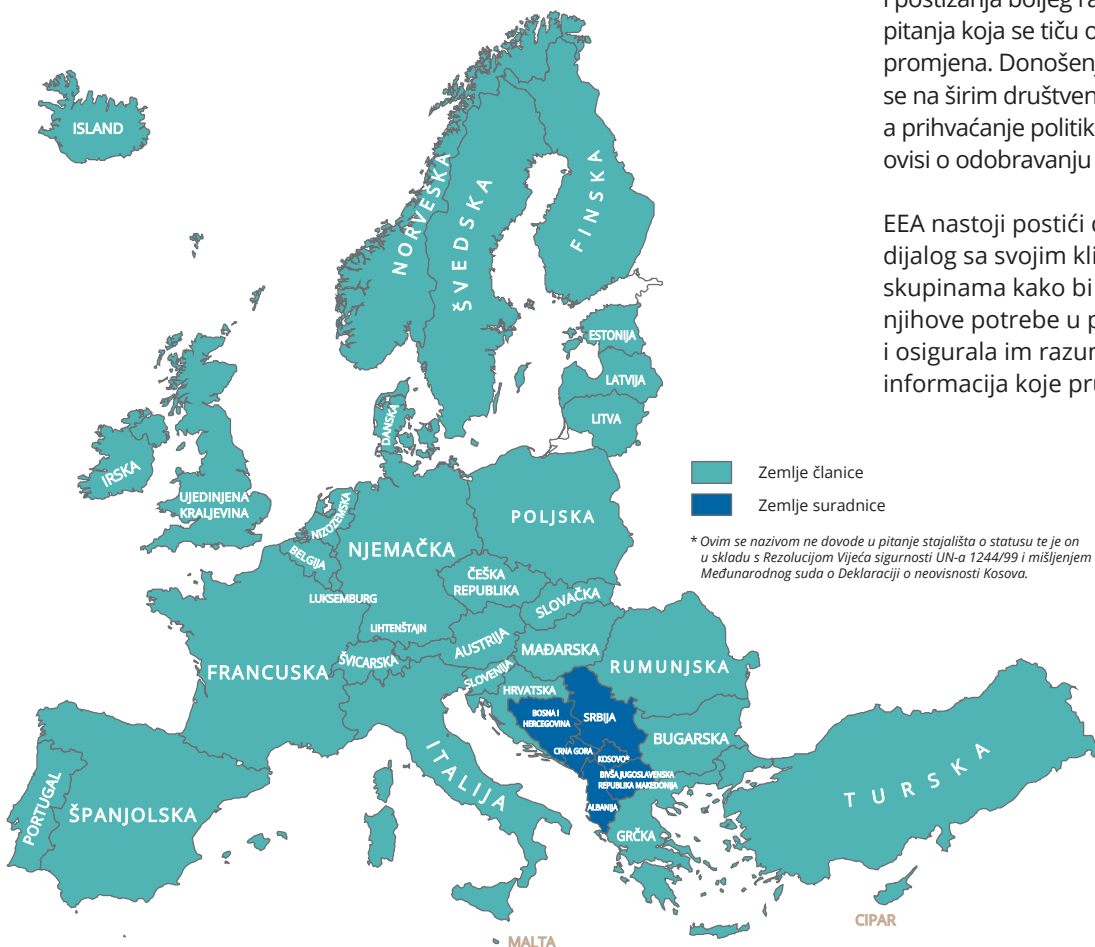 i postizanja boljeg
pitanja koja se tiču
promjena. Donošenj
se na širim društven
a prihvaćanje politik
ovisi o odobravanju
EEA nastoji postići
dijalog sa svojim kli
skupinama kako bi
njihove potrebe u p
i osigurala im razum
informacija koje pru
ISLAND
NORVEŠKA
ŠVEDSKA
FINSKA
ESTONIJA
LATVIJA
LITVA
DANSKA
IRSKA
UJEDINJENA
KRALJEVINA
NIZOZEMSKA
BELGIJA
NJEMAČKA
POLJSKA
LUKSEMBURG
ČEŠKA
REPUBLIKA
SLOVAČKA
LIHTENŠTAJN
AUSTRIJA
MAĐARSKA
FRANCUSKA
ŠVICARSKA
SLOVENIJA
HRVATSKA
RUMUNJSKA
BOSNA I
HERCEGOVINA
SRBIJA
CRNA GORA
KOSOVO*
BUGARSKA
BIVŠA JUGOSLAVENSKA
REPUBLIKA MAKEDONIJA
ALBANIJA
ITALIJA
PORTUGAL
ŠPANJOLSKA
GRČKA
TURSKA
CIPAR
MALTA
Zemlje članice
Zemlje suradnice
* Ovim se nazivom ne dovode u pitanje stajališta o statusu te je on
u skladu s Rezolucijom Vijeća sigurnosti UN-a 1244/99 i mišljenjem
Međunarodnog suda o Deklaraciji o neovisnosti Kosova.